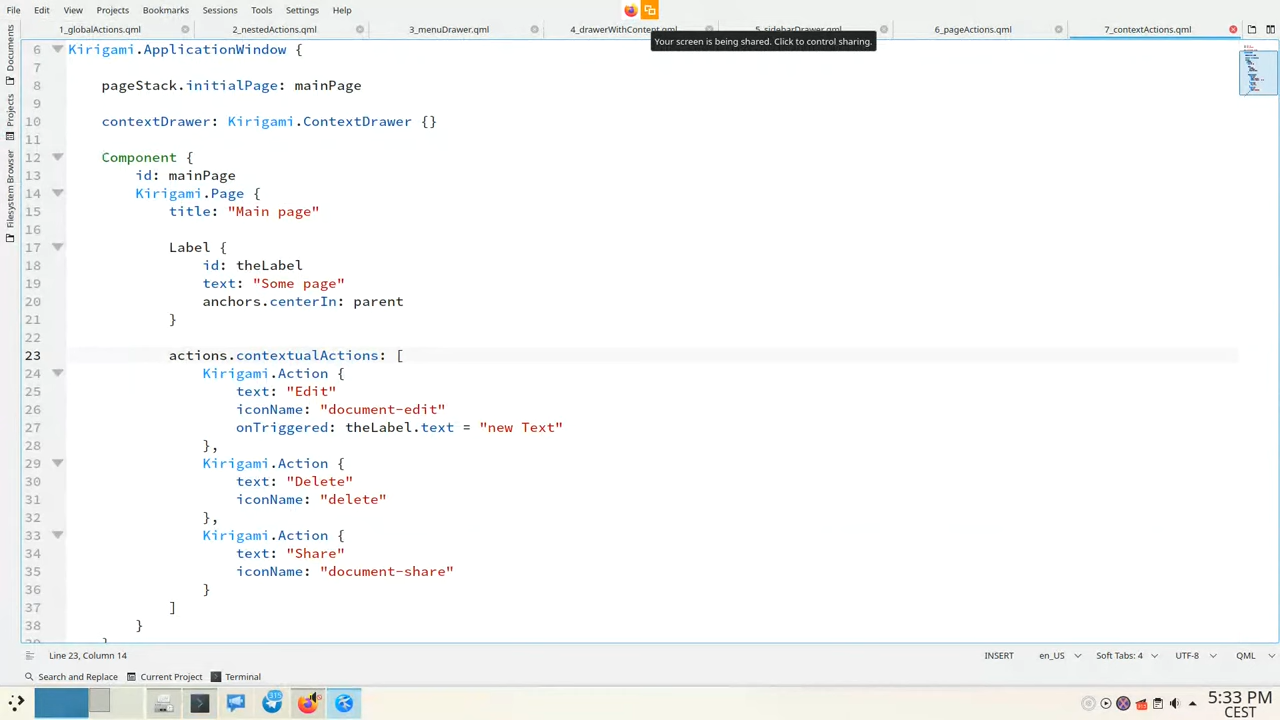 File Edit View Projects Bookmarks Sessions Tools Settings Help
1_globalActions.qml 2_nestedActions.qml 3_menuDrawer.qml 4_drawerWithContent.qml 5_sidebarDrawer.qml 6_pageActions.qml 7_contextActions.qml
Your screen is being shared. Click to control sharing.
Documents
Projects
Filesystem Browser
6 Kirigami.ApplicationWindow {
7
8 pageStack.initialPage: mainPage
9
10 contextDrawer: Kirigami.ContextDrawer {}
11
12 Component {
13 id: mainPage
14 Kirigami.Page {
15 title: "Main page"
16
17 Label {
18 id: theLabel
19 text: "Some page"
20 anchors.centerIn: parent
21 }
22
23 actions.contextualActions: [
24 Kirigami.Action {
25 text: "Edit"
26 iconName: "document-edit"
27 onTriggered: theLabel.text = "new Text"
28 },
29 Kirigami.Action {
30 text: "Delete"
31 iconName: "delete"
32 },
33 Kirigami.Action {
34 text: "Share"
35 iconName: "document-share"
36 }
37 ]
38 }
Line 23, Column 14 INSERT en_US Soft Tabs: 4 UTF-8 QML
Search and Replace Current Project Terminal
315
5:33 PM
CEST